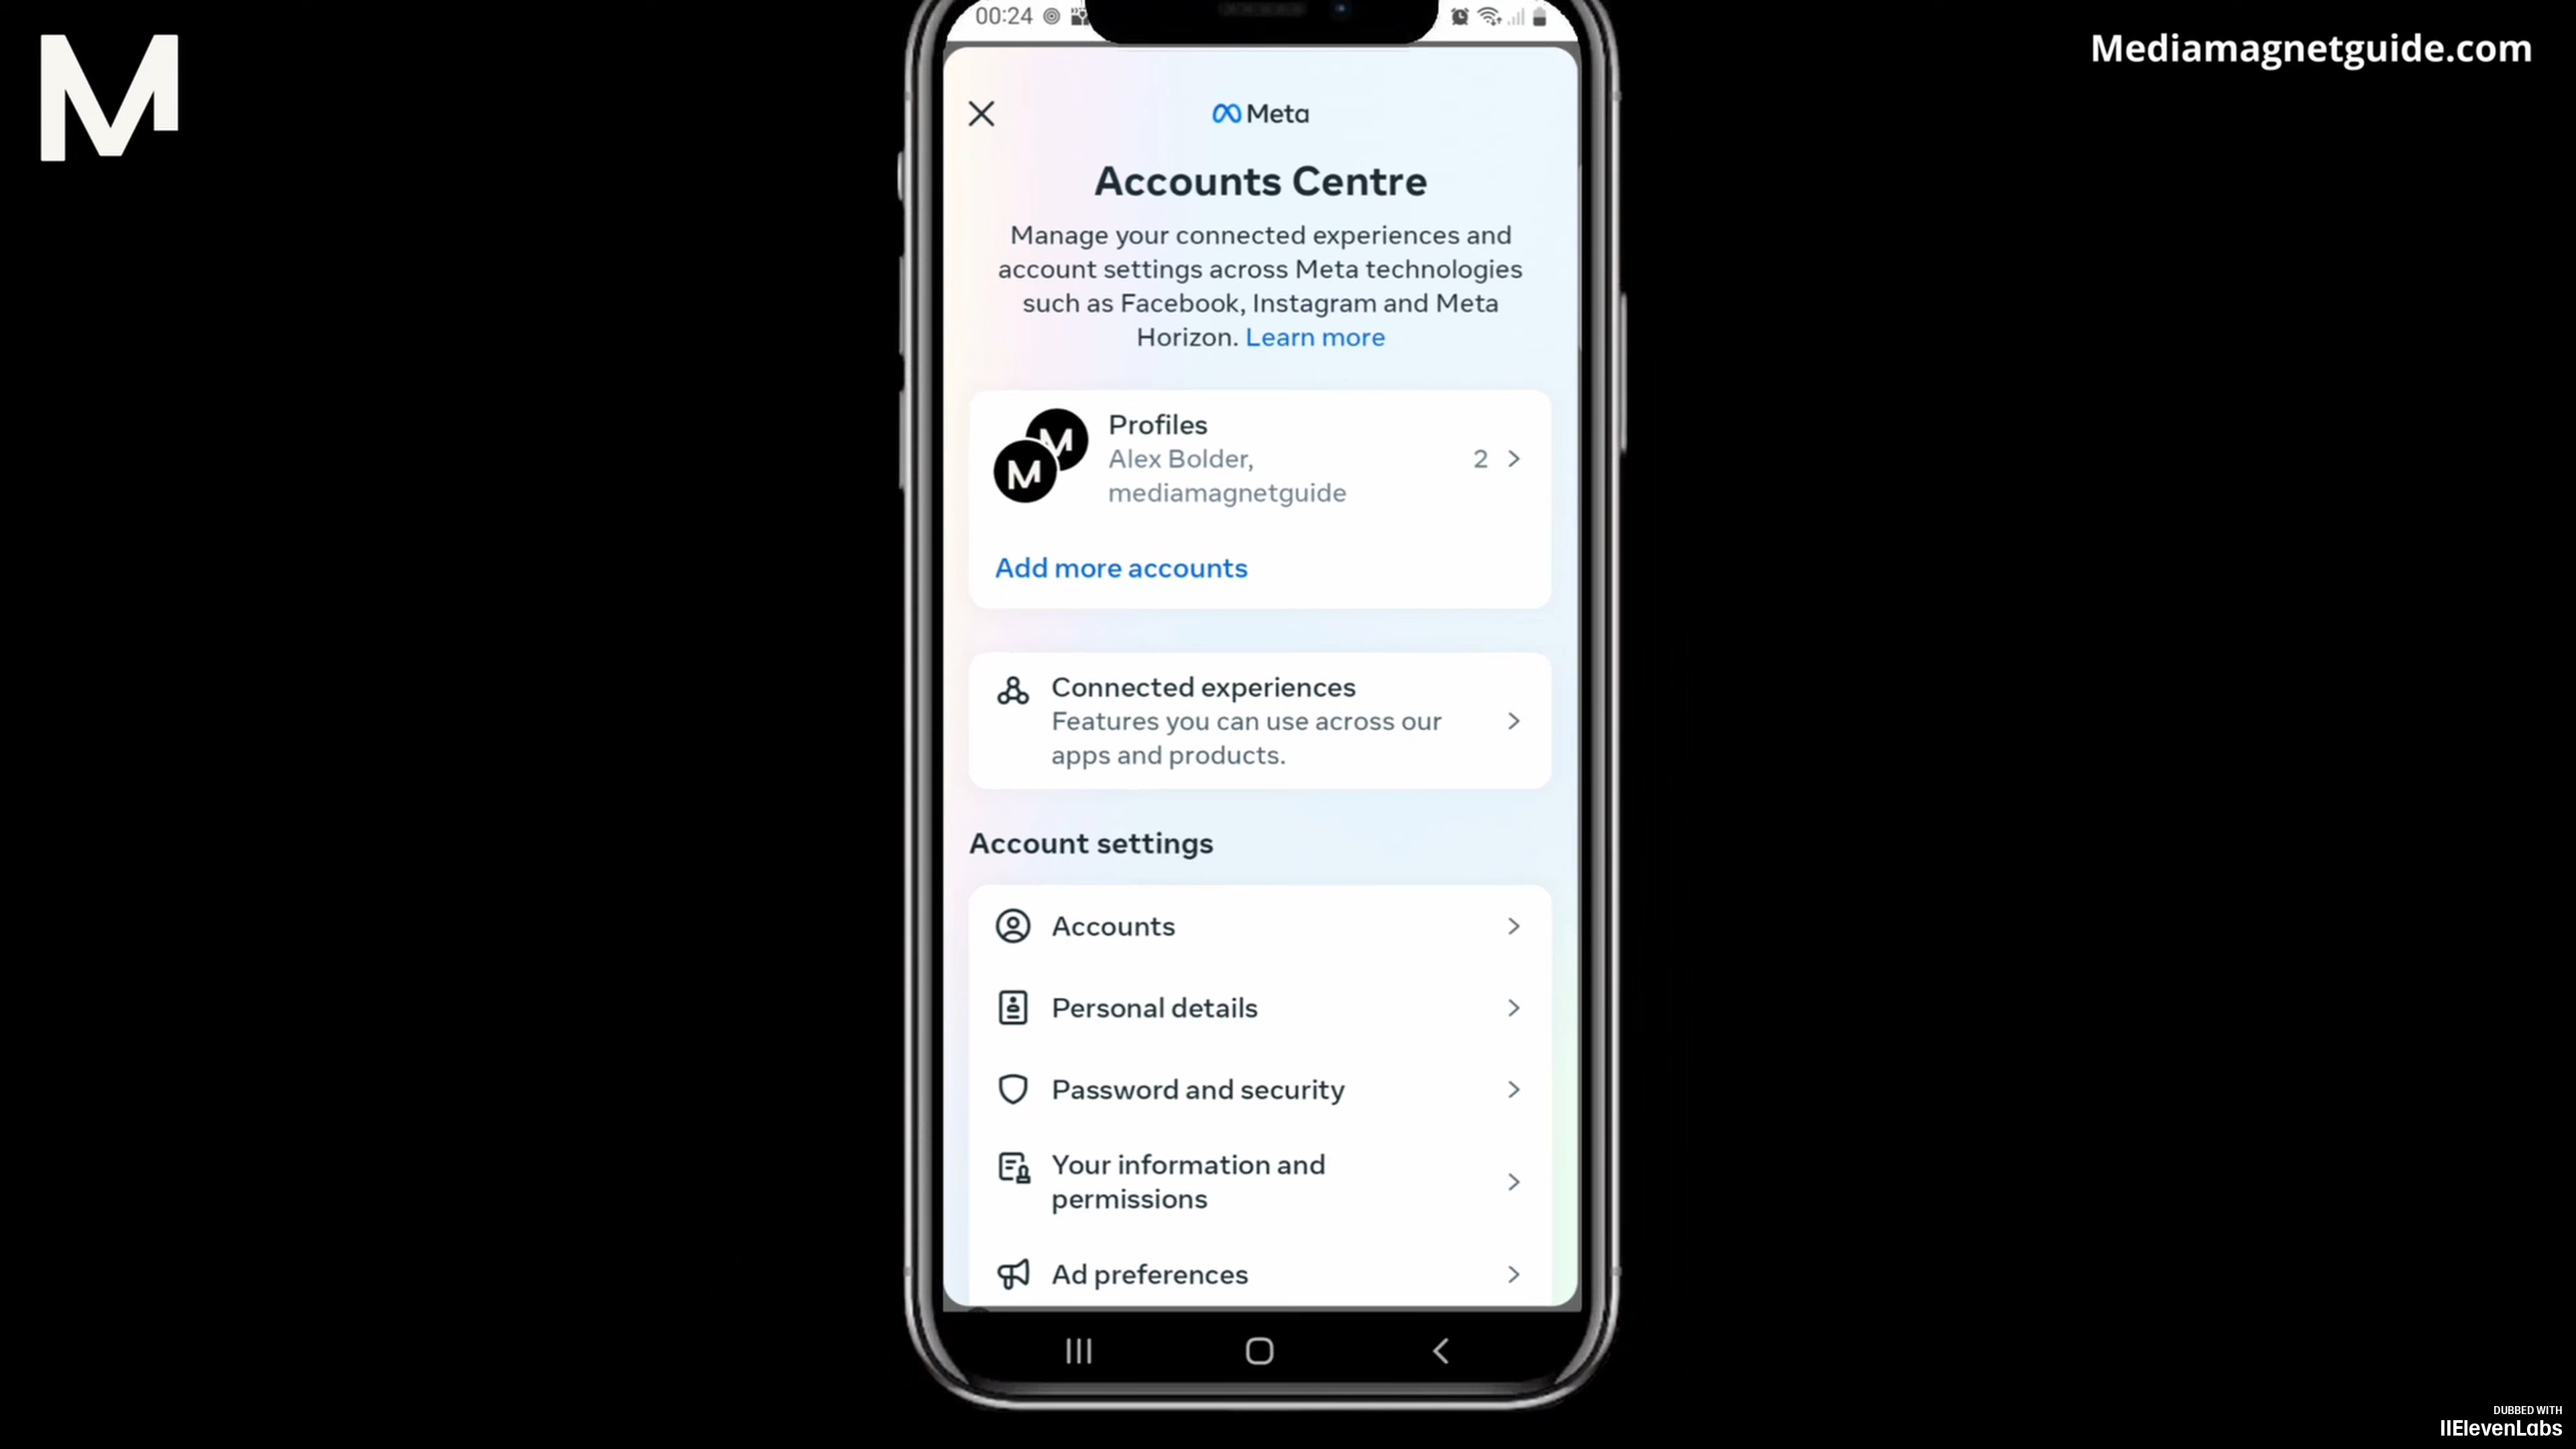 M
Mediamagnetguide.com
00:24
Meta
Accounts Centre
Manage your connected experiences and
account settings across Meta technologies
such as Facebook, Instagram and Meta
Horizon. Learn more
M
M
Profiles
Alex Bolder,
mediamagnetguide
2
Add more accounts
Connected experiences
Features you can use across our
apps and products.
Account settings
Accounts
Personal details
Password and security
Your information and
permissions
Ad preferences
DUBBED WITH
IIElevenLabs